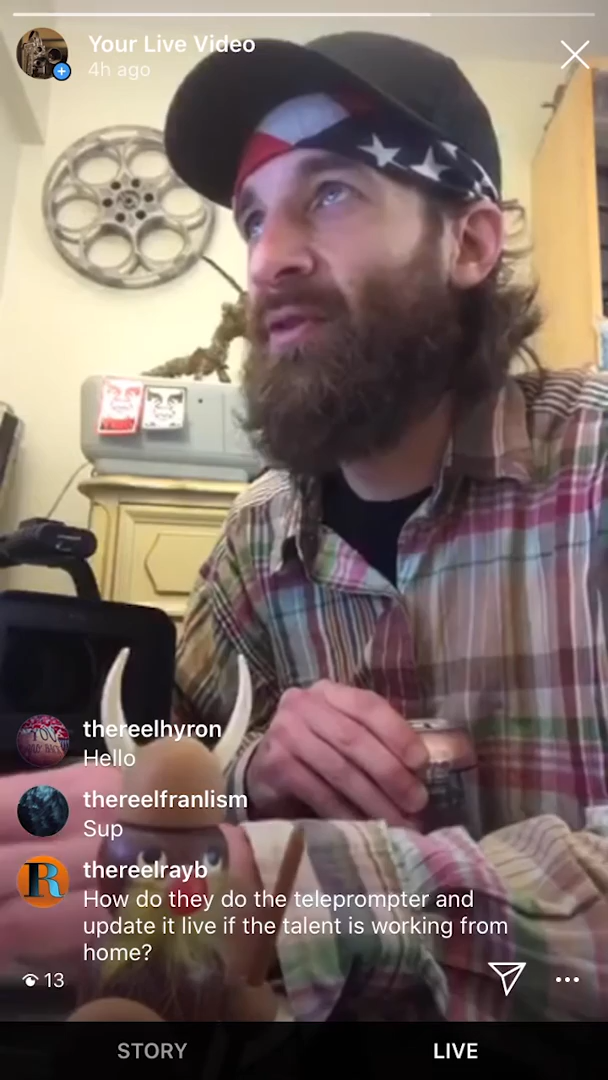 Your Live Video
4h ago
thereelhyron
Hello
thereelfranlism
Sup
thereelrayb
How do they do the teleprompter and
update it live if the talent is working from
home?
13
STORY
LIVE